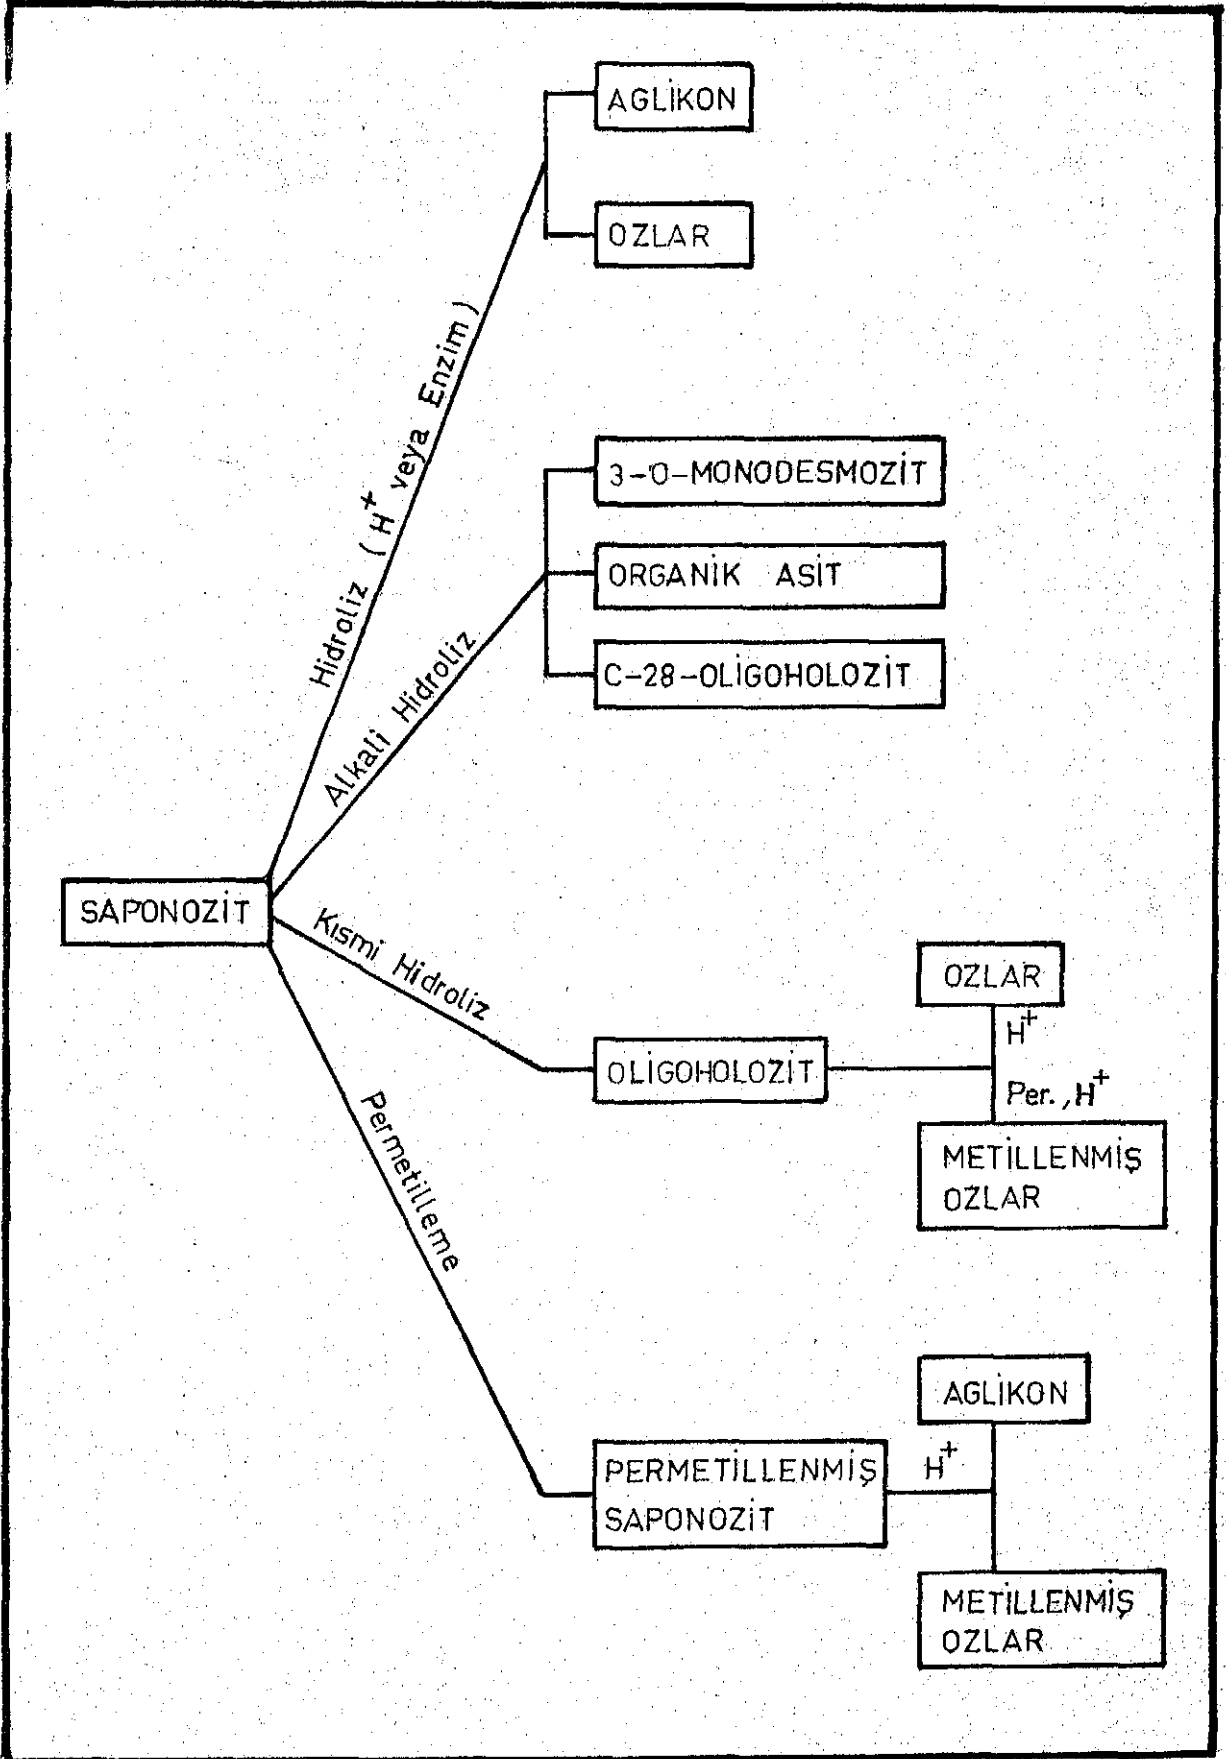 AGLİKON
OZLAR
Hidroliz (H+ veya Enzim)
3-O-MONODESMOZİT
ORGANİK ASİT
C-28-OLİGOHOLOZİT
Alkali Hidroliz
SAPONOZİT
Kısmi Hidroliz
OZLAR
H+
OLİGOHOLOZİT
Per., H+
METİLLENMİŞ
OZLAR
Permetilleme
AGLİKON
PERMETİLLENMİŞ
SAPONOZİT
H+
METİLLENMİŞ
OZLAR